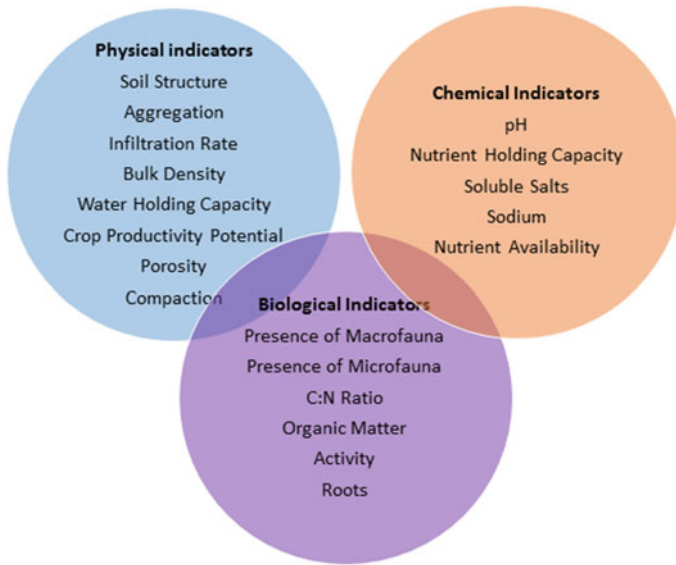 Physical indicators
Soil Structure
Aggregation
Infiltration Rate
Bulk Density
Water Holding Capacity
Crop Productivity Potential
Porosity
Compaction
Chemical Indicators
pH
Nutrient Holding Capacity
Soluble Salts
Sodium
Nutrient Availability
Biological Indicators
Presence of Macrofauna
Presence of Microfauna
C:N Ratio
Organic Matter
Activity
Roots